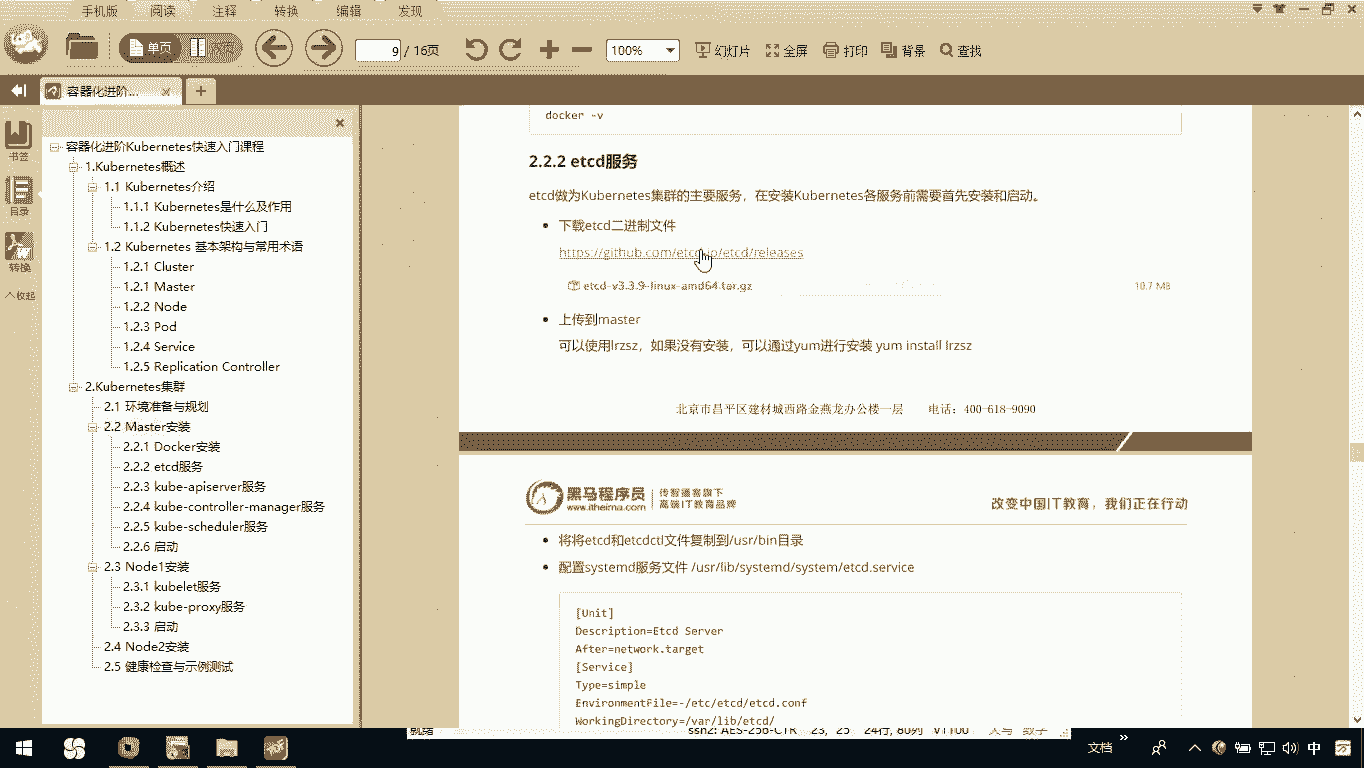 手机版 阅读 注释 转换 编辑 发现
单页
9 / 16页
100%
幻灯片 全屏 打印 背景 查找
容器化进阶...
书签
目录
转换
收起
容器化进阶Kubernetes快速入门课程
1.Kubernetes概述
1.1 Kubernetes介绍
1.1.1 Kubernetes是什么及作用
1.1.2 Kubernetes快速入门
1.2 Kubernetes 基本架构与常用术语
1.2.1 Cluster
1.2.1 Master
1.2.2 Node
1.2.3 Pod
1.2.4 Service
1.2.5 Replication Controller
2.Kubernetes集群
2.1 环境准备与规划
2.2 Master安装
2.2.1 Docker安装
2.2.2 etcd服务
2.2.3 kube-apiserver服务
2.2.4 kube-controller-manager服务
2.2.5 kube-scheduler服务
2.2.6 启动
2.3 Node1安装
2.3.1 kubelet服务
2.3.2 kube-proxy服务
2.3.3 启动
2.4 Node2安装
2.5 健康检查与示例测试
docker -v
2.2.2 etcd服务
etcd做为Kubernetes集群的主要服务，在安装Kubernetes各服务前需要首先安装和启动。
下载etcd二进制文件
https://github.com/etcd-io/etcd/releases
etcd-v3.3.9-linux-amd64.tar.gz 10.7 MB
上传到master
可以使用lrzsz，如果没有安装，可以通过yum进行安装 yum install lrzsz
北京市昌平区建材城西路金燕龙办公楼一层 电话：400-618-9090
黑马程序员 www.itheima.com
传智播客旗下
高端IT教育品牌
改变中国IT教育，我们正在行动
将将etcd和etcdctl文件复制到/usr/bin目录
配置systemd服务文件 /usr/lib/systemd/system/etcd.service
[Unit]
Description=Etcd Server
After=network.target
[Service]
Type=simple
EnvironmentFile=-/etc/etcd/etcd.conf
WorkingDirectory=/var/lib/etcd/
就绪 ssh2: AES-256-CTR 23, 25 24行, 80列 VT100 大写 数字
文档 中